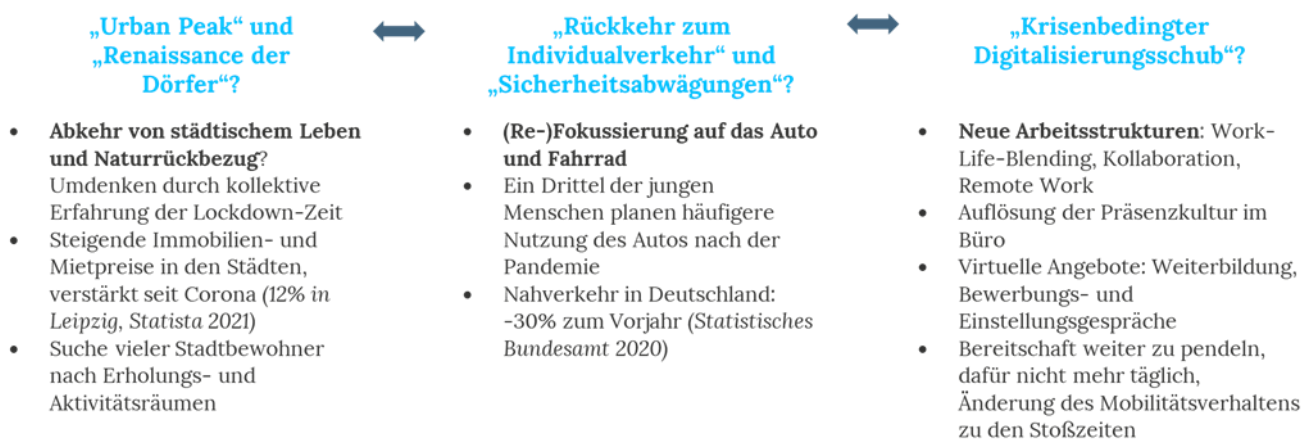 „Urban Peak“ und
„Renaissance der
Dörfer“?
• Abkehr von städtischem Leben
und Naturrückbezug?
Umdenken durch kollektive
Erfahrung der Lockdown-Zeit
• Steigende Immobilien- und
Mietpreise in den Städten,
verstärkt seit Corona (12% in
Leipzig, Statista 2021)
• Suche vieler Stadtbewohner
nach Erholungs- und
Aktivitätsräumen
„Rückkehr zum
Individualverkehr“ und
„Sicherheitsabwägungen“?
• (Re-)Fokussierung auf das Auto
und Fahrrad
• Ein Drittel der jungen
Menschen planen häufigere
Nutzung des Autos nach der
Pandemie
• Nahverkehr in Deutschland:
-30% zum Vorjahr (Statistisches
Bundesamt 2020)
„Krisenbedingter
Digitalisierungsschub“?
• Neue Arbeitsstrukturen: Work-
Life-Blending, Kollaboration,
Remote Work
• Auflösung der Präsenzkultur im
Büro
• Virtuelle Angebote: Weiterbildung,
Bewerbungs- und
Einstellungsgespräche
• Bereitschaft weiter zu pendeln,
dafür nicht mehr täglich,
Änderung des Mobilitätsverhaltens
zu den Stoßzeiten